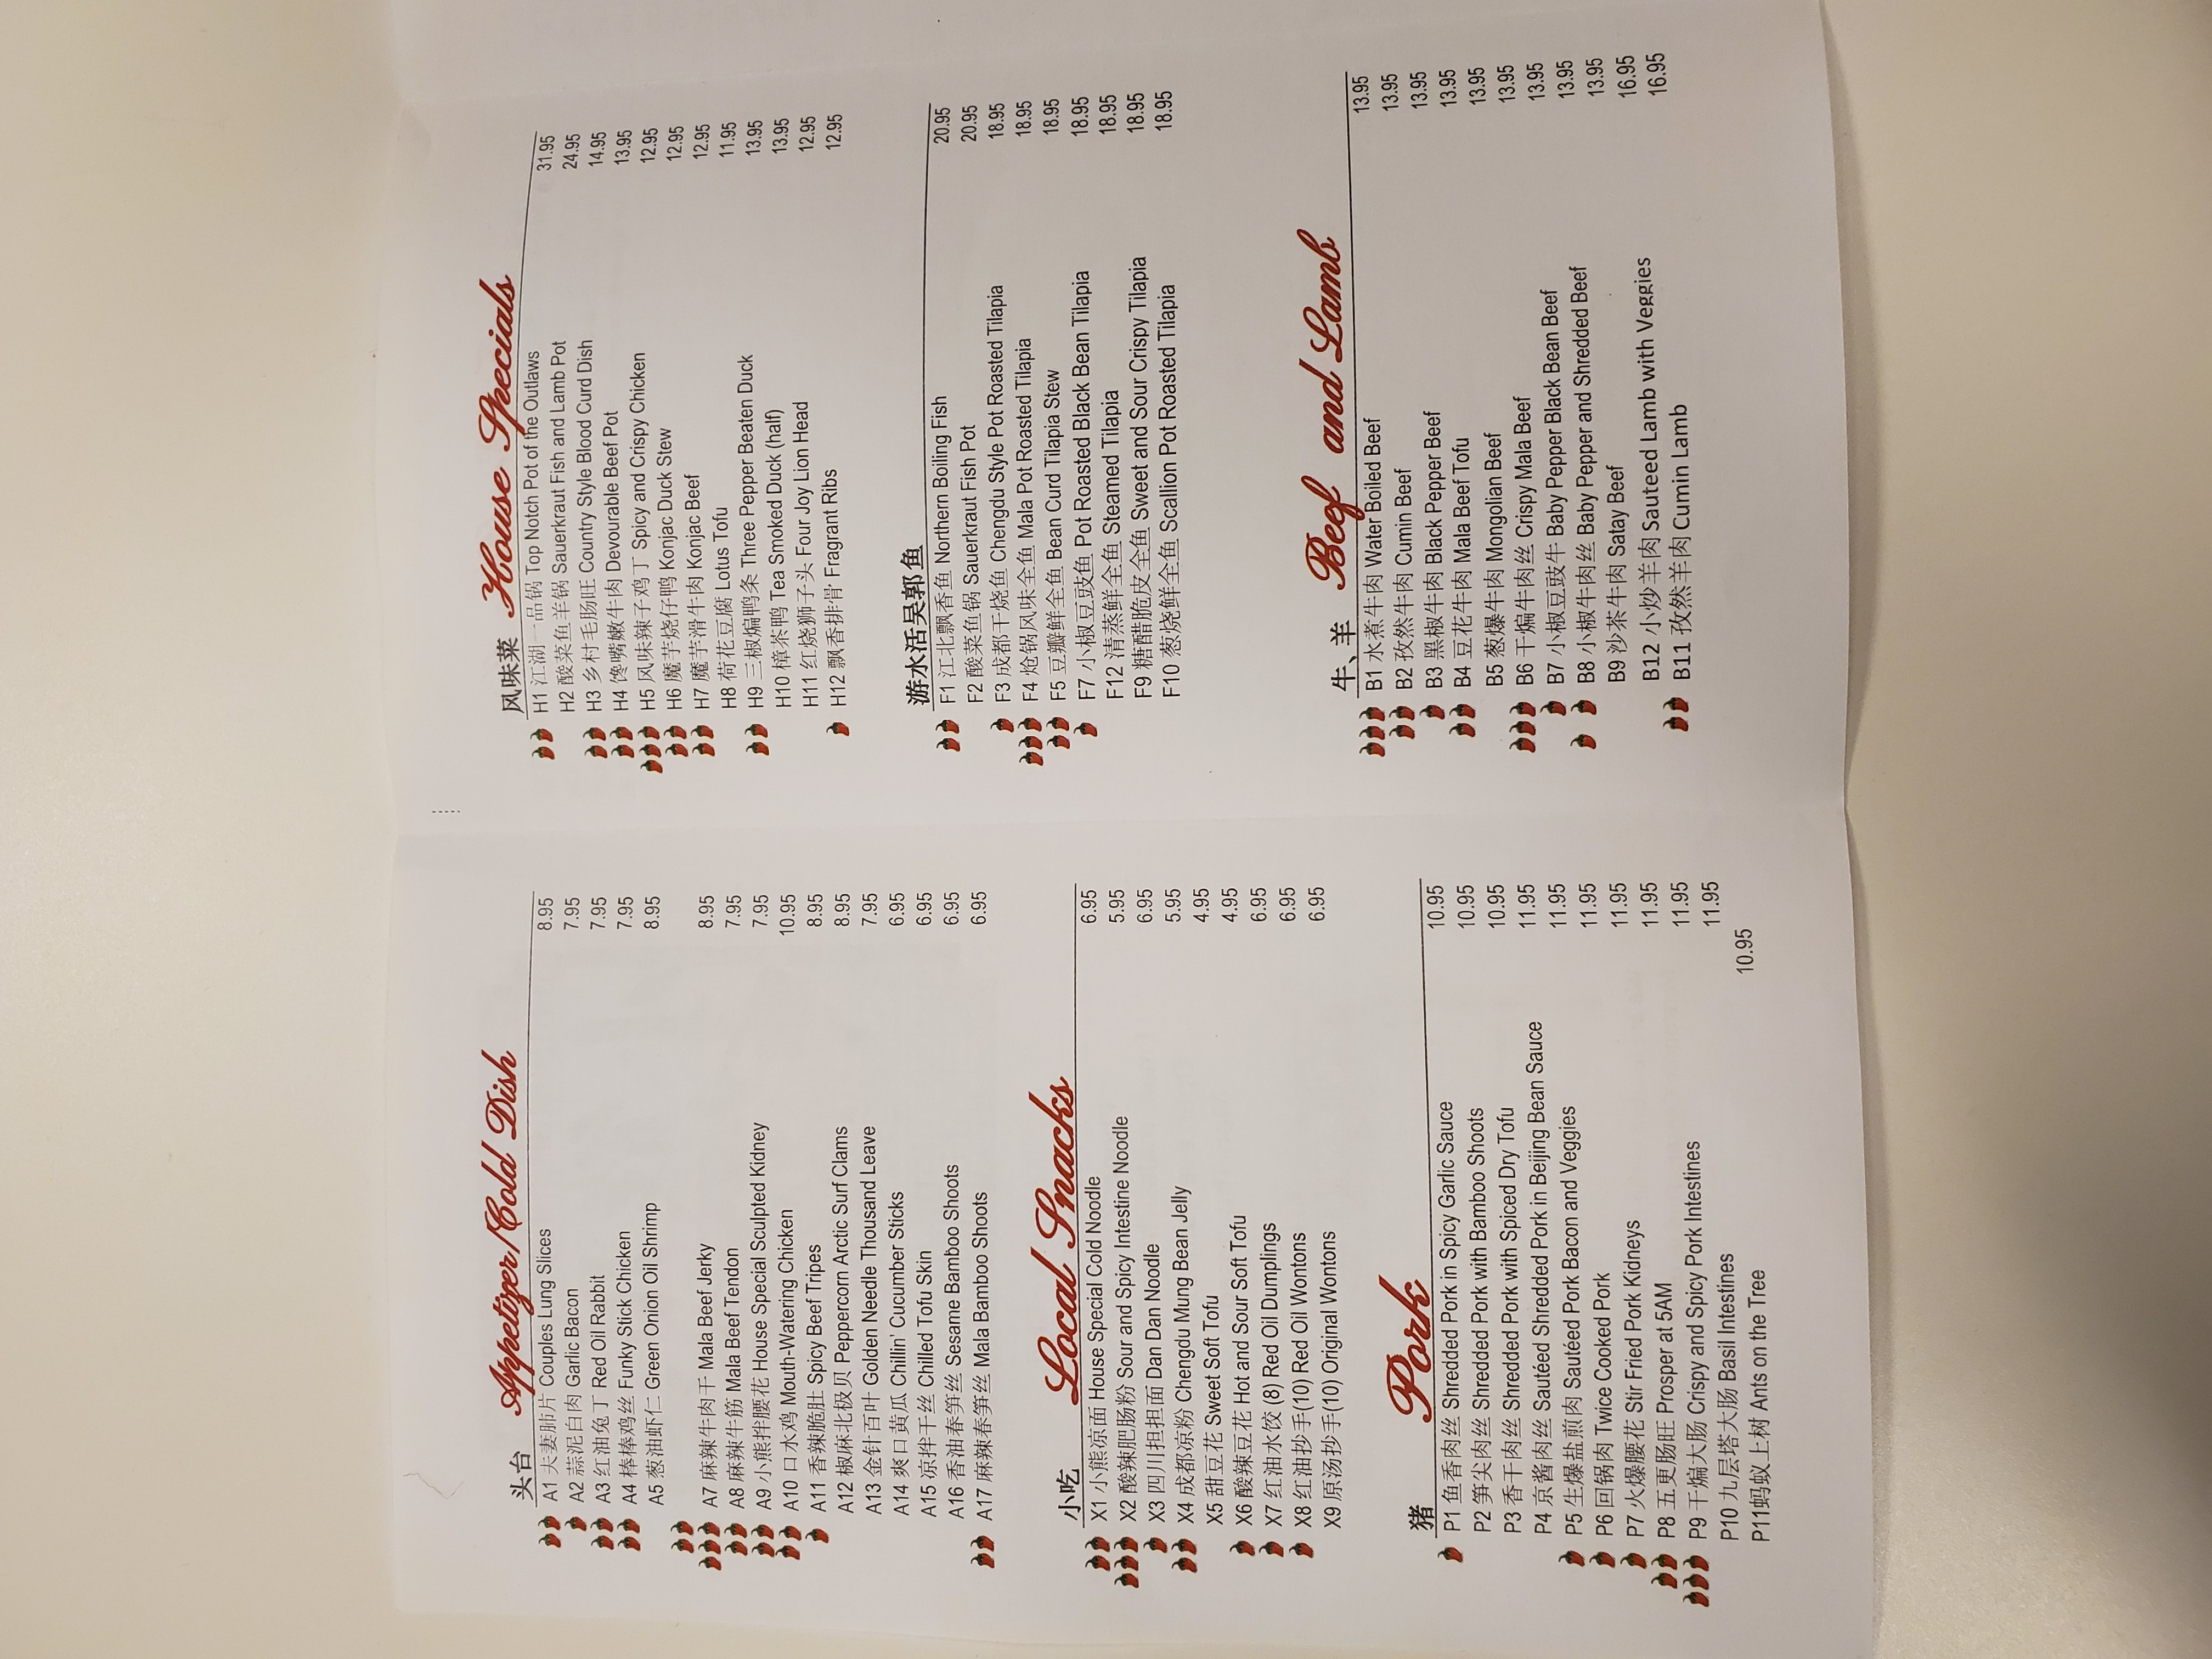 头台 Appetizer/Cold Dish
A1 夫妻肺片 Couples Lung Slices 8.95
A2 蒜泥白肉 Garlic Bacon 7.95
A3 红油兔丁 Red Oil Rabbit 7.95
A4 棒棒鸡丝 Funky Stick Chicken 7.95
A5 葱油虾仁 Green Onion Oil Shrimp 8.95
A7 麻辣牛肉干 Mala Beef Jerky 8.95
A8 麻辣牛筋 Mala Beef Tendon 7.95
A9 小熊拌腰花 House Special Sculpted Kidney 7.95
A10 口水鸡 Mouth-Watering Chicken 10.95
A11 香辣脆肚 Spicy Beef Tripes 8.95
A12 椒麻北极贝 Peppercorn Arctic Surf Clams 8.95
A13 金针百叶 Golden Needle Thousand Leave 7.95
A14 爽口黄瓜 Chillin' Cucumber Sticks 6.95
A15 凉拌干丝 Chilled Tofu Skin 6.95
A16 香油春笋丝 Sesame Bamboo Shoots 6.95
A17 麻辣春笋丝 Mala Bamboo Shoots 6.95
小吃 Local Snacks
X1 小熊凉面 House Special Cold Noodle 6.95
X2 酸辣肥肠粉 Sour and Spicy Intestine Noodle 5.95
X3 四川担担面 Dan Dan Noodle 6.95
X4 成都凉粉 Chengdu Mung Bean Jelly 5.95
X5 甜豆花 Sweet Soft Tofu 4.95
X6 酸辣豆花 Hot and Sour Soft Tofu 4.95
X7 红油水饺 (8) Red Oil Dumplings 6.95
X8 红油抄手(10) Red Oil Wontons 6.95
X9 原汤抄手(10) Original Wontons 6.95
猪 Pork
P1 鱼香肉丝 Shredded Pork in Spicy Garlic Sauce 10.95
P2 笋尖肉丝 Shredded Pork with Bamboo Shoots 10.95
P3 香干肉丝 Shredded Pork with Spiced Dry Tofu 10.95
P4 京酱肉丝 Sautéed Shredded Pork in Beijing Bean Sauce 11.95
P5 生爆盐煎肉 Sautéed Pork Bacon and Veggies 11.95
P6 回锅肉 Twice Cooked Pork 11.95
P7 火爆腰花 Stir Fried Pork Kidneys 11.95
P8 五更肠旺 Prosper at 5AM 11.95
P9 干煸大肠 Crispy and Spicy Pork Intestines 11.95
P10 九层塔大肠 Basil Intestines 11.95
P11蚂蚁上树 Ants on the Tree 10.95
风味菜 House Specials
H1 江湖一品锅 Top Notch Pot of the Outlaws 31.95
H2 酸菜鱼羊锅 Sauerkraut Fish and Lamb Pot 24.95
H3 乡村毛肠旺 Country Style Blood Curd Dish 14.95
H4 馋嘴嫩牛肉 Devourable Beef Pot 13.95
H5 风味辣子鸡丁 Spicy and Crispy Chicken 12.95
H6 魔芋烧仔鸭 Konjac Duck Stew 12.95
H7 魔芋滑牛肉 Konjac Beef 12.95
H8 荷花豆腐 Lotus Tofu 11.95
H9 三椒煸鸭条 Three Pepper Beaten Duck 13.95
H10 樟茶鸭 Tea Smoked Duck (half) 13.95
H11 红烧狮子头 Four Joy Lion Head 12.95
H12 飘香排骨 Fragrant Ribs 12.95
游水活吴郭鱼
F1 江北飘香鱼 Northern Boiling Fish 20.95
F2 酸菜鱼锅 Sauerkraut Fish Pot 20.95
F3 成都干烧鱼 Chengdu Style Pot Roasted Tilapia 18.95
F4 炝锅风味全鱼 Mala Pot Roasted Tilapia 18.95
F5 豆瓣鲜全鱼 Bean Curd Tilapia Stew 18.95
F7 小椒豆豉鱼 Pot Roasted Black Bean Tilapia 18.95
F12 清蒸鲜全鱼 Steamed Tilapia 18.95
F9 糖醋脆皮全鱼 Sweet and Sour Crispy Tilapia 18.95
F10 葱烧鲜全鱼 Scallion Pot Roasted Tilapia 18.95
牛、羊 Beef and Lamb
B1 水煮牛肉 Water Boiled Beef 13.95
B2 孜然牛肉 Cumin Beef 13.95
B3 黑椒牛肉 Black Pepper Beef 13.95
B4 豆花牛肉 Mala Beef Tofu 13.95
B5 葱爆牛肉 Mongolian Beef 13.95
B6 干煸牛肉丝 Crispy Mala Beef 13.95
B7 小椒豆豉牛 Baby Pepper Black Bean Beef 13.95
B8 小椒牛肉丝 Baby Pepper and Shredded Beef 13.95
B9 沙茶牛肉 Satay Beef 13.95
B12 小炒羊肉 Sauteed Lamb with Veggies 16.95
B11 孜然羊肉 Cumin Lamb 16.95